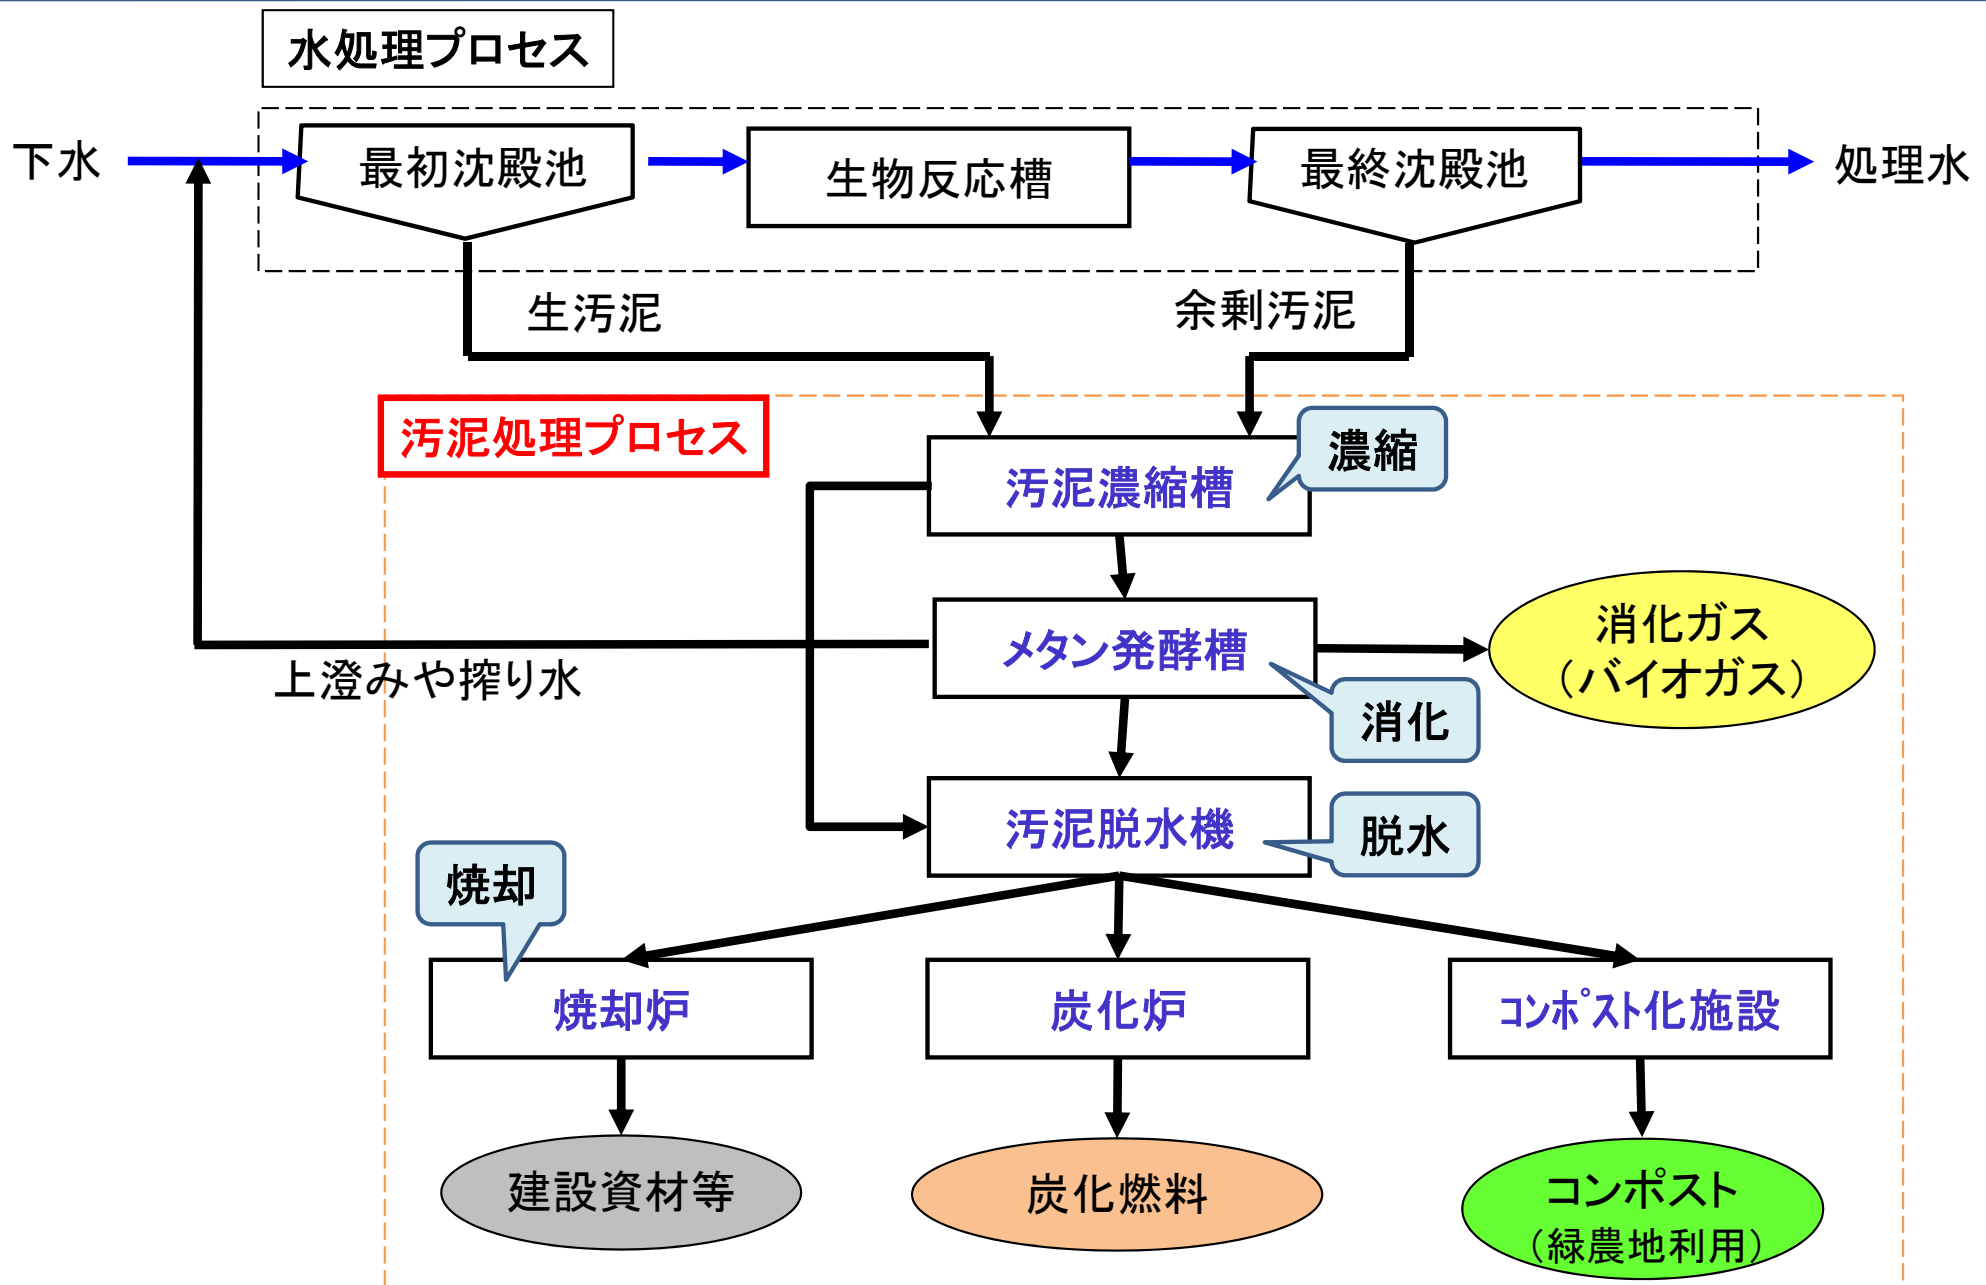 水処理プロセス
下水
最初沈殿池
生物反応槽
最終沈殿池
処理水
生汚泥
余剰汚泥
汚泥処理プロセス
濃縮
汚泥濃縮槽
メタン発酵槽
消化ガス
（バイオガス）
上澄みや搾り水
消化
汚泥脱水機
脱水
焼却
焼却炉
炭化炉
ｺﾝﾎﾟｽﾄ化施設
建設資材等
炭化燃料
コンポスト
（緑農地利用）